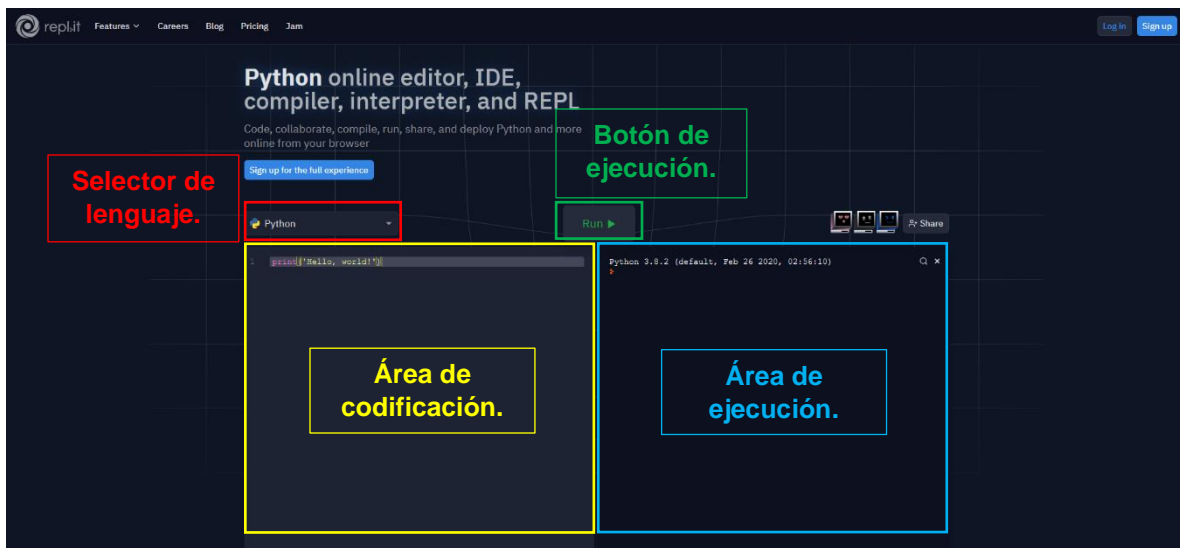 repl.it Features Careers Blog Pricing Jam Log in Sign up
Python online editor, IDE,
compiler, interpreter, and REPL
Code, collaborate, compile, run, share, and deploy Python and more
online from your browser
Sign up for the full experience
Selector de
lenguaje.
Botón de
ejecución.
Python
Run
Share
1 print('Hello, world!')
Python 3.8.2 (default, Feb 26 2020, 02:56:10)
Área de
codificación.
Área de
ejecución.